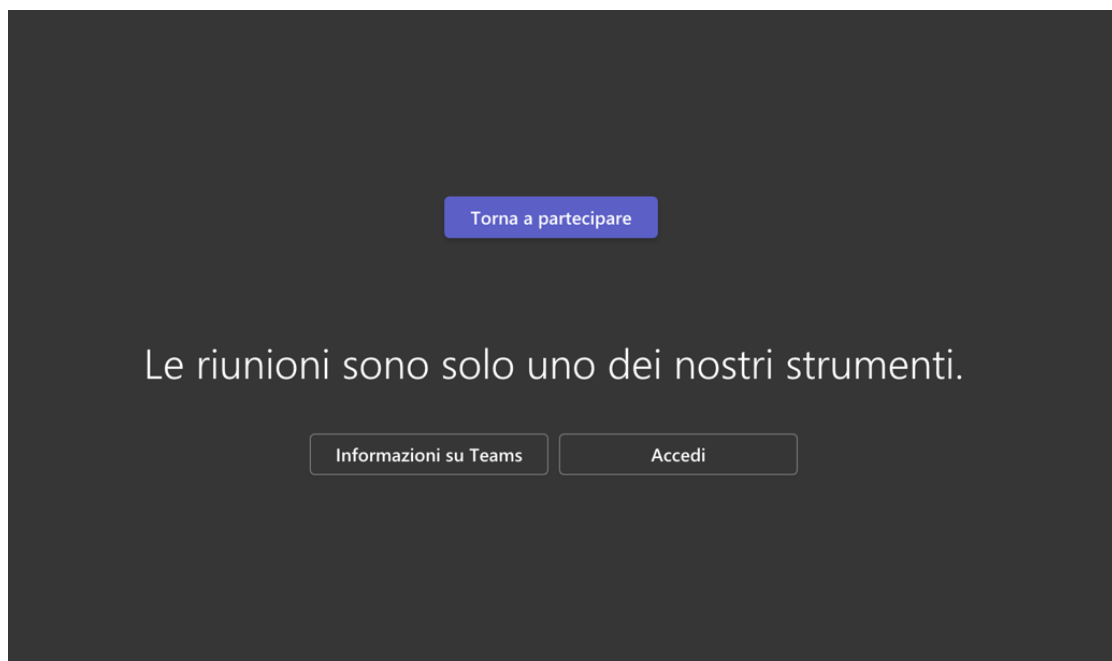 Torna a partecipare
Le riunioni sono solo uno dei nostri strumenti.
Informazioni su Teams
Accedi